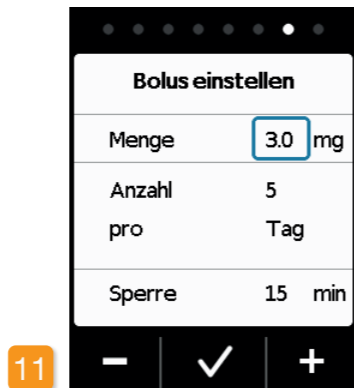 Bolus einstellen
Menge 3.0 mg
Anzahl 5
pro Tag
Sperre 15 min
11